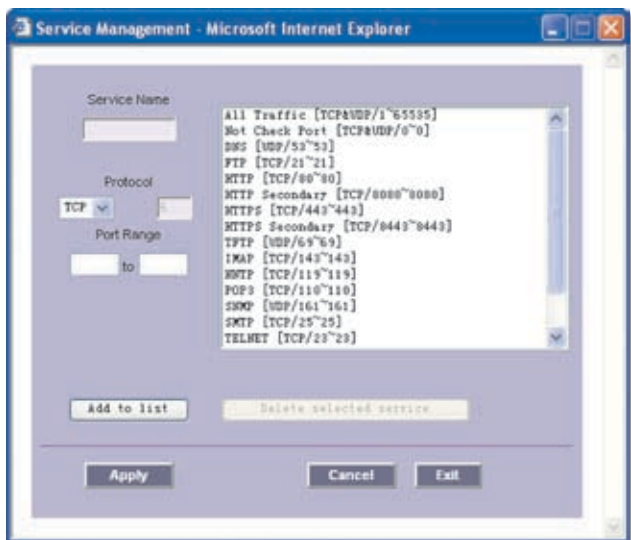 Service Management - Microsoft Internet Explorer
Service Name
All Traffic [TCP&UDP/1~65535]
Not Check Port [TCP&UDP/0~0]
DNS [UDP/53~53]
FTP [TCP/21~21]
HTTP [TCP/80~80]
HTTP Secondary [TCP/8080~8080]
HTTPS [TCP/443~443]
HTTPS Secondary [TCP/8443~8443]
TFTP [UDP/69~69]
IMAP [TCP/143~143]
NNTP [TCP/119~119]
POP3 [TCP/110~110]
SNMP [UDP/161~161]
SMTP [TCP/25~25]
TELNET [TCP/23~23]
Protocol
TCP
Port Range
to
Add to list
Delete selected service
Apply
Cancel
Exit